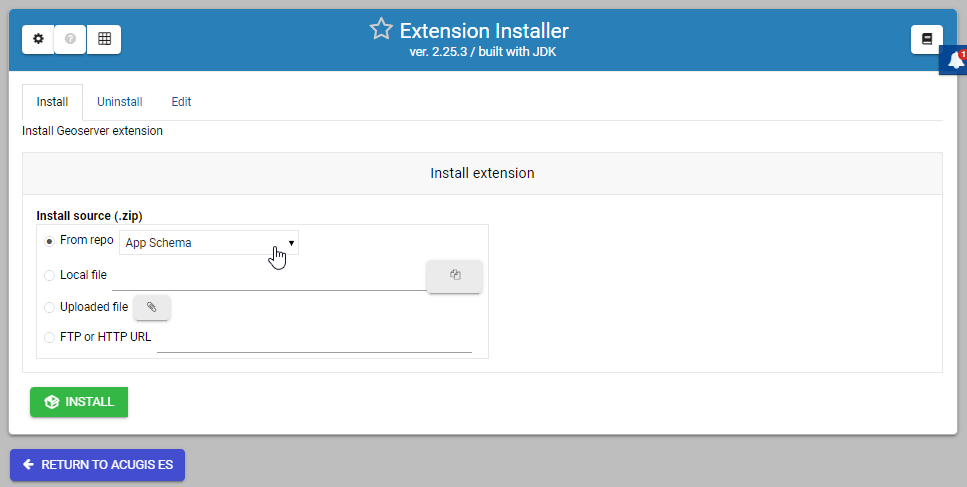 Extension Installer
ver. 2.25.3 / built with JDK
1
Install
Uninstall
Edit
Install Geoserver extension
Install extension
Install source (.zip)
From repo
App Schema
Local file
Uploaded file
FTP or HTTP URL
INSTALL
RETURN TO ACUGIS ES